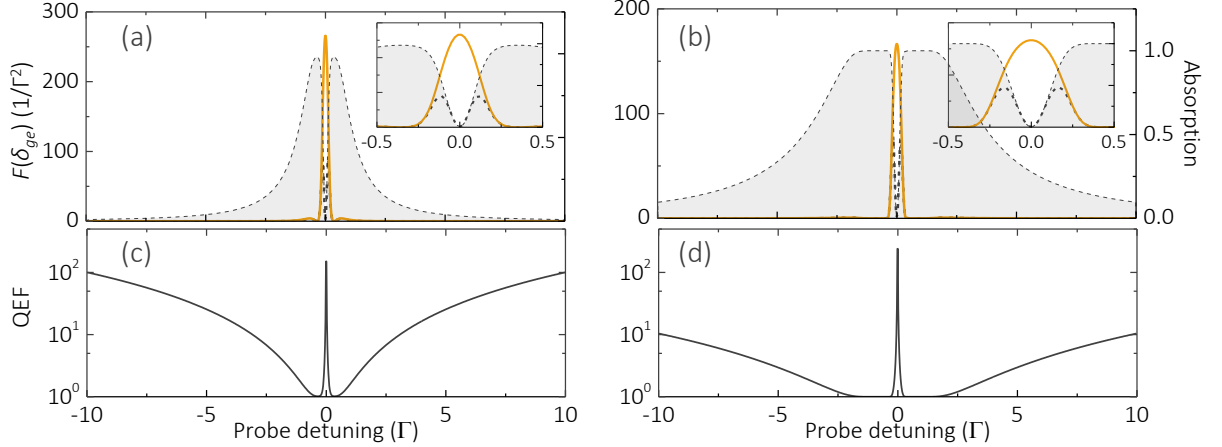 (a)
F(δge) (1/Γ²)
300
200
100
0
-0.5 0.0 0.5
(b)
200
150
100
50
0
-0.5 0.0 0.5
1.0
0.5
0.0
Absorption
(c)
QEF
10²
10¹
10⁰
-10 -5 0 5 10
Probe detuning (Γ)
(d)
10²
10¹
10⁰
-10 -5 0 5 10
Probe detuning (Γ)